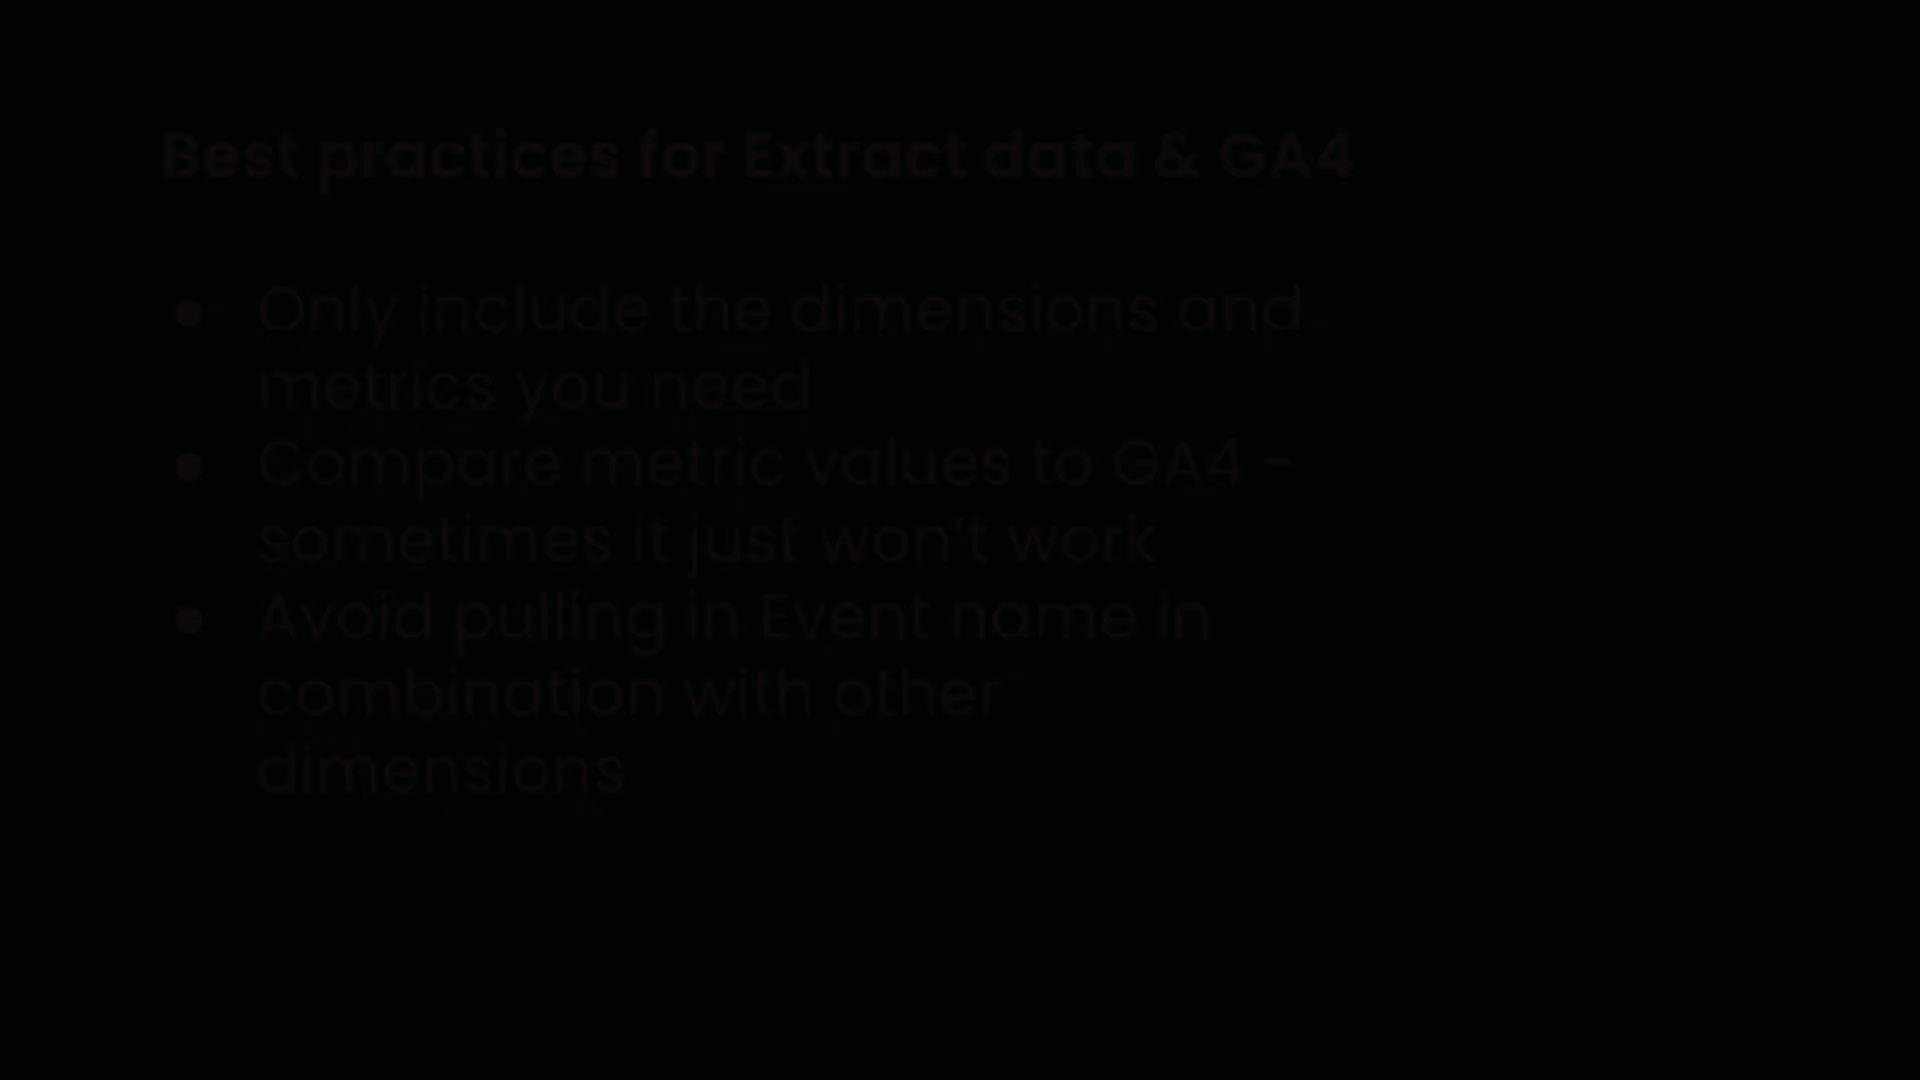 Best practices for Extract data & GA4
● Only include the dimensions and
metrics you need
● Compare metric values to GA4 -
sometimes it just won't work
● Avoid pulling in Event name in
combination with other
dimensions